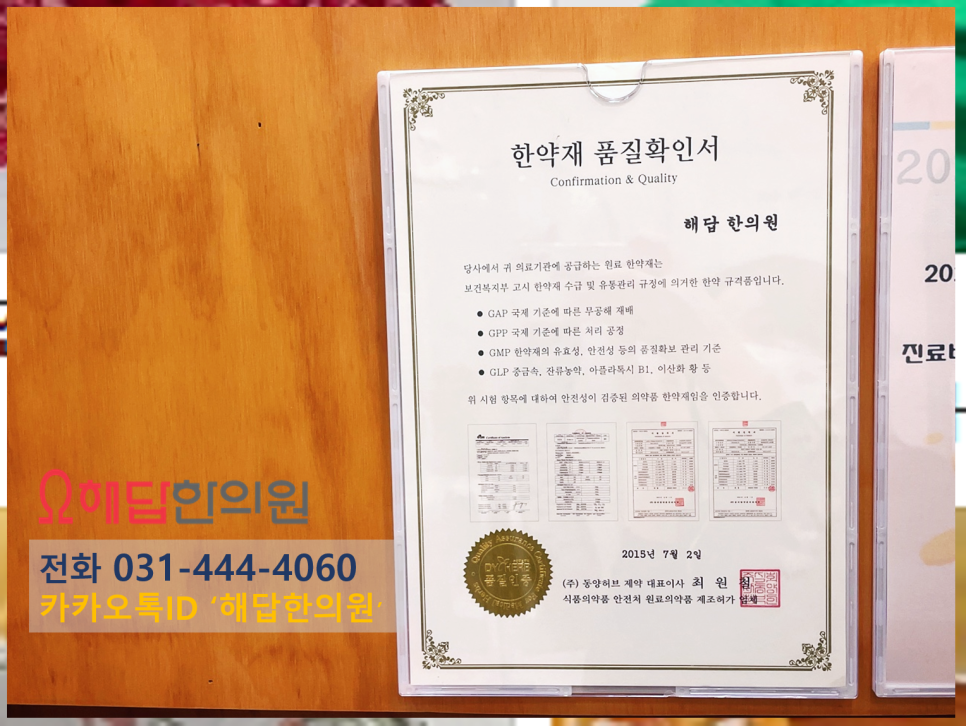 한약재 품질확인서
Confirmation & Quality
해답 한의원
당사에서 귀 의료기관에 공급하는 원료 한약재는
보건복지부 고시 한약재 수급 및 유통관리 규정에 의거한 한약 규격품입니다.
● GAP 국제 기준에 따른 무공해 재배
● GPP 국제 기준에 따른 처리 공정
● GMP 한약재의 유효성, 안전성 등의 품질확보 관리 기준
● GLP 중금속, 잔류농약, 아플라톡시 B1, 이산화 황 등
위 시험 항목에 대하여 안전성이 검증된 의약품 한약재임을 인증합니다.
품질인증
2015년 7월 2일
(주) 동양허브 제약 대표이사 최 원 철
식품의약품 안전처 원료의약품 제조허가 업체
20
20
진료
해답한의원
전화 031-444-4060
카카오톡ID ‘해답한의원’